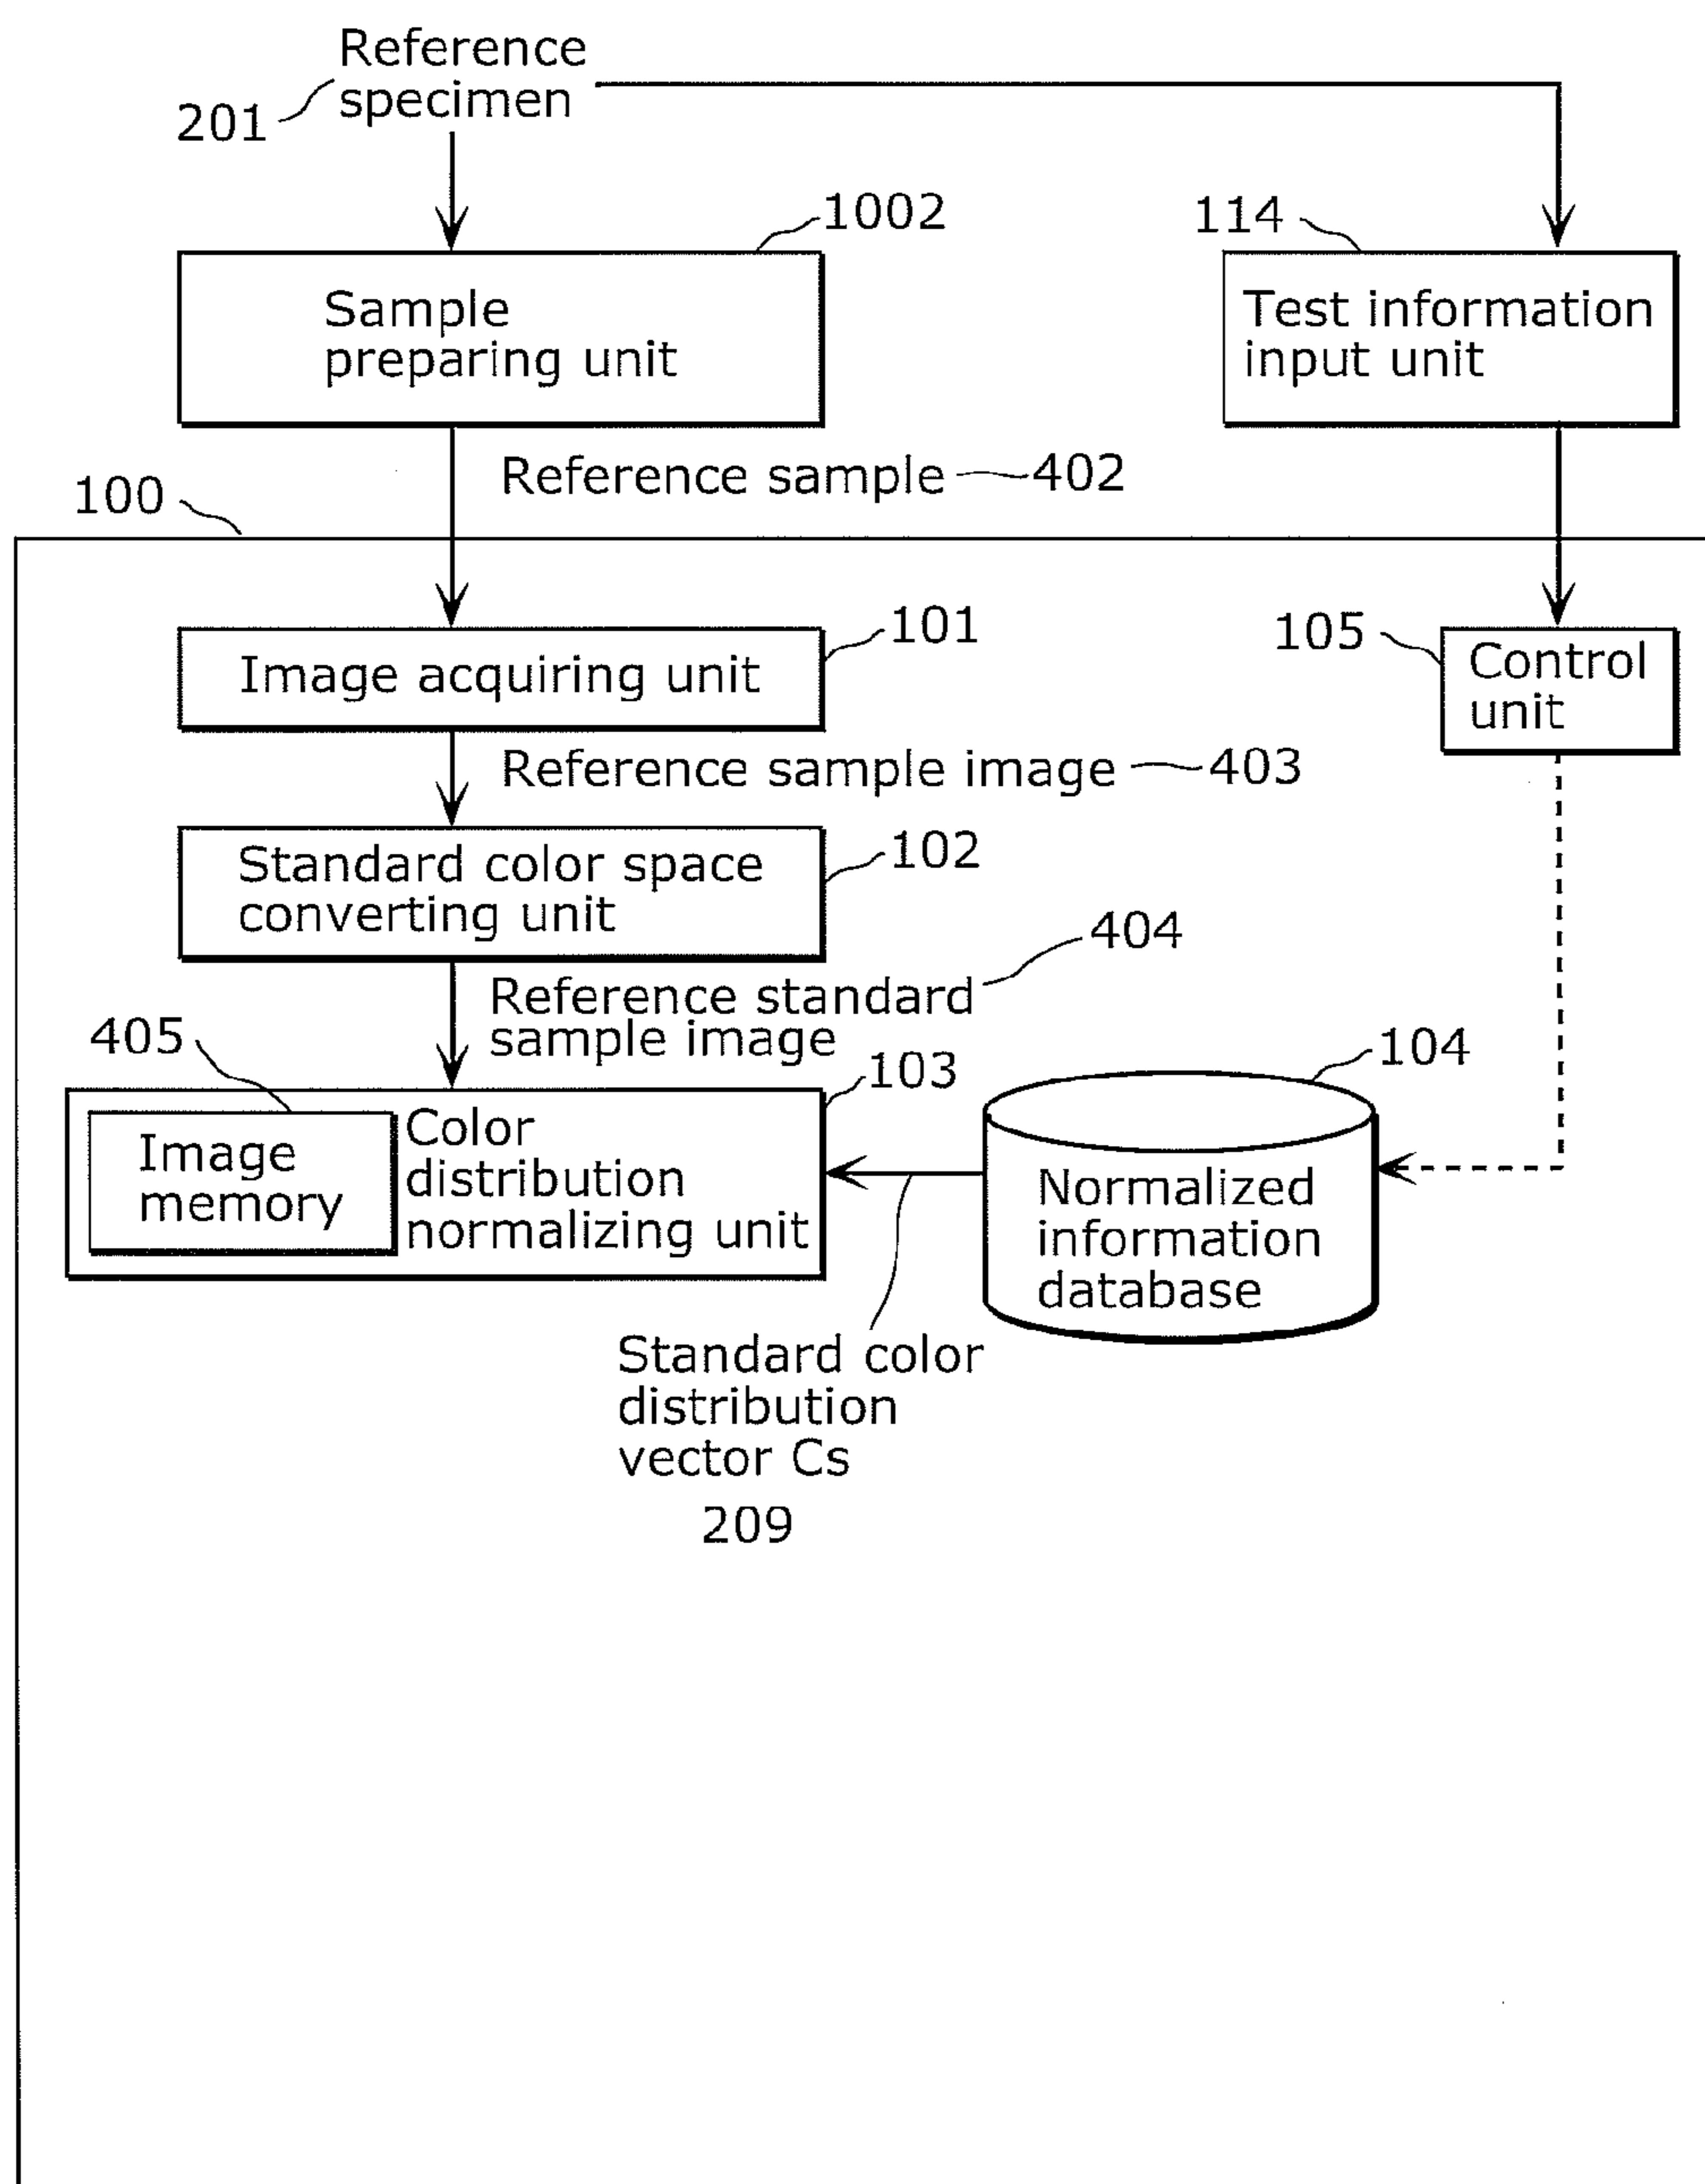 Reference
specimen
201
1002
114
Sample
preparing unit
Test information
input unit
Reference sample
402
100
101
105
Image acquiring unit
Control
unit
Reference sample image
403
102
Standard color space
converting unit
404
Reference standard
sample image
405
103
104
Image
memory
Color
distribution
normalizing unit
Normalized
information
database
Standard color
distribution
vector Cs
209